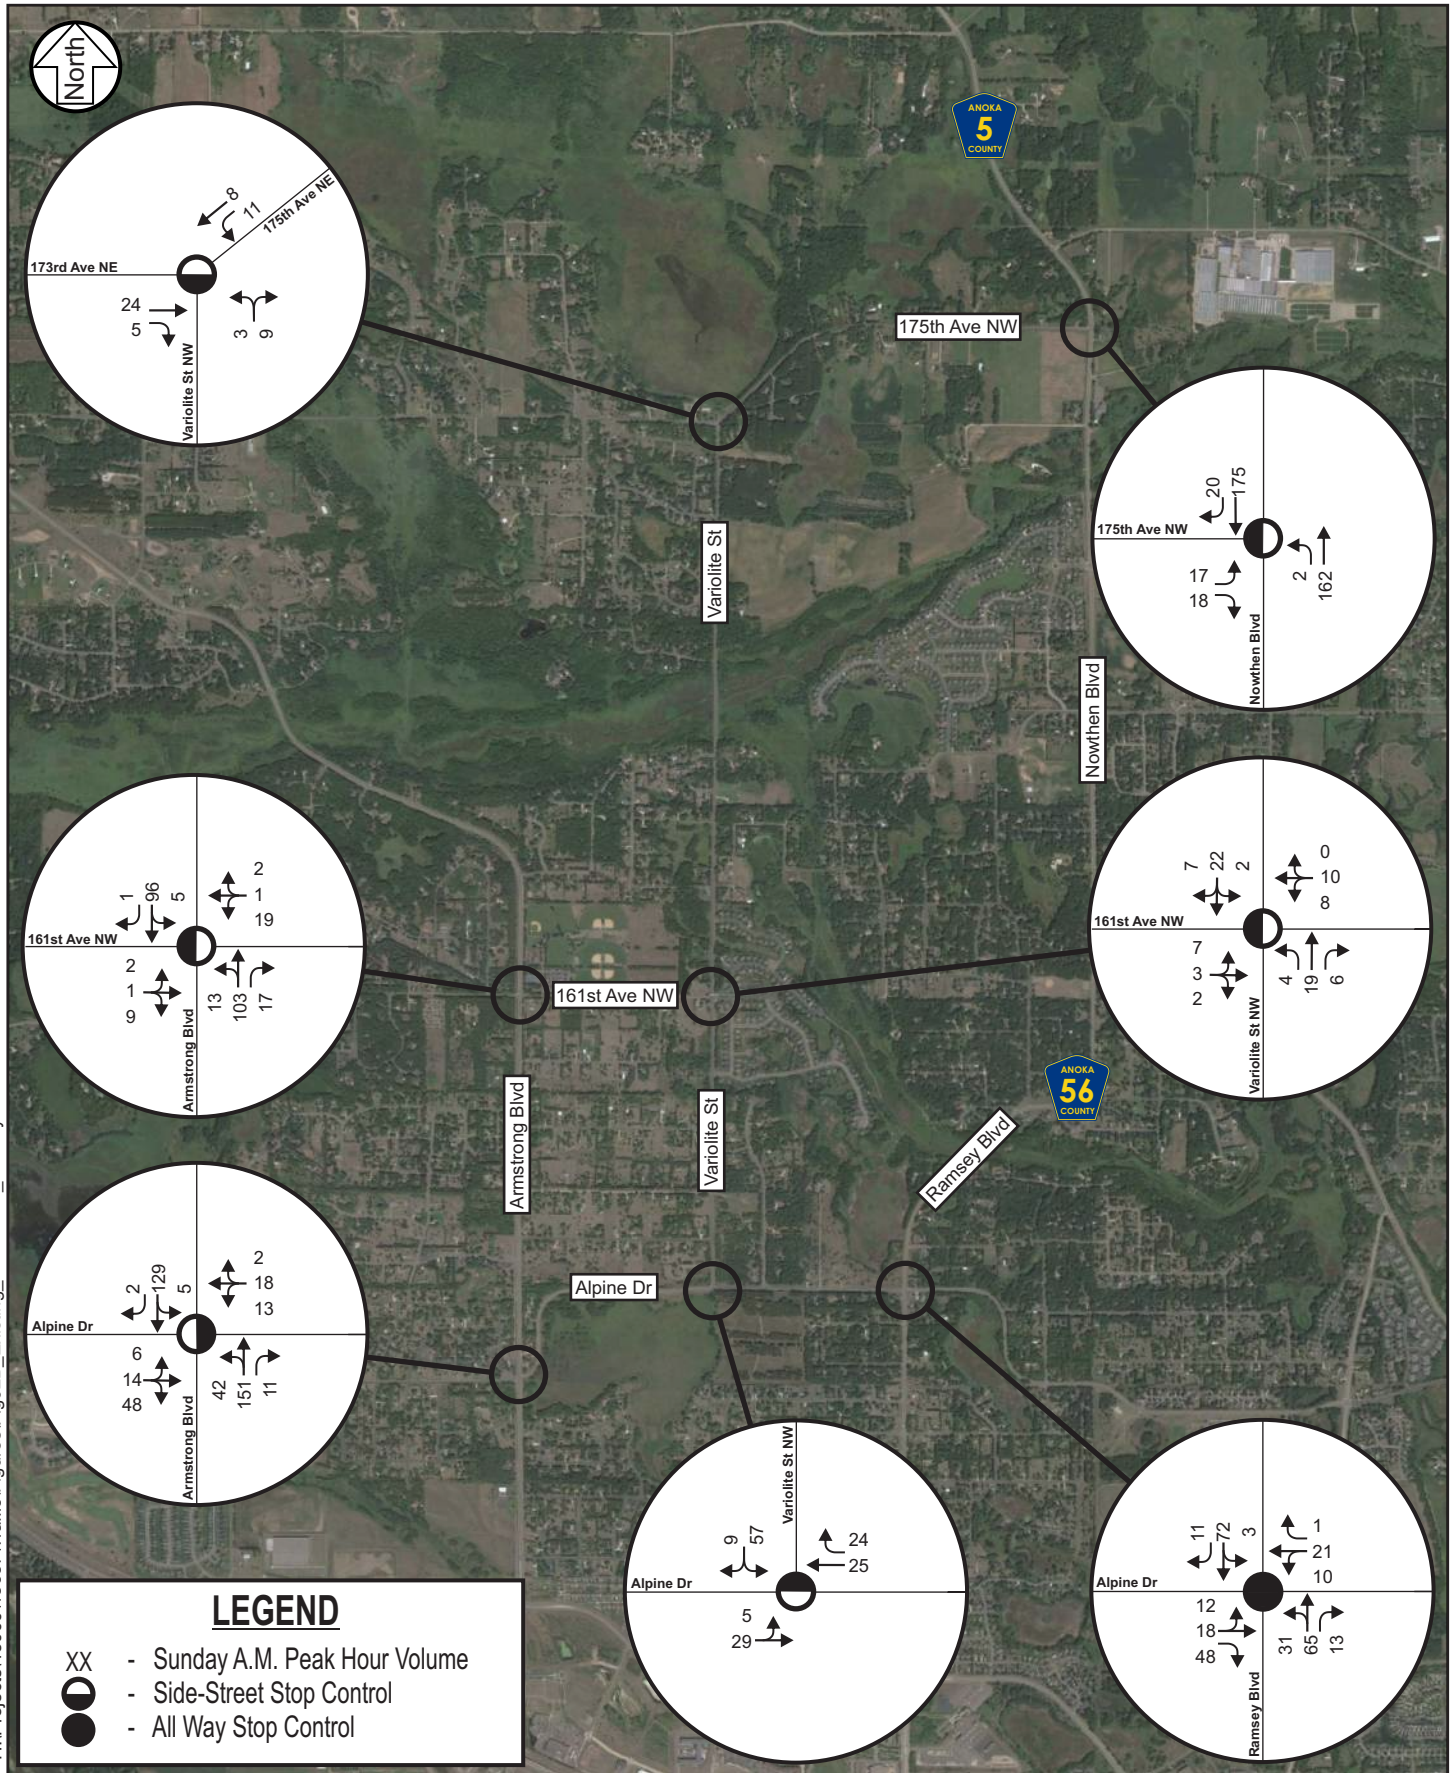 North
ANOKA
5
COUNTY
8
11
175th Ave NE
173rd Ave NE
24
5
3
9
Variolite St NW
175th Ave NW
20
175
175th Ave NW
17
18
2
162
Nowthen Blvd
Variolite St
Nowthen Blvd
1
96
5
2
1
19
161st Ave NW
2
1
9
13
103
17
Armstrong Blvd
7
22
2
0
10
8
161st Ave NW
7
3
2
4
19
6
Variolite St NW
161st Ave NW
ANOKA
56
COUNTY
Armstrong Blvd
Variolite St
Ramsey Blvd
2
129
5
2
18
13
Alpine Dr
6
14
48
42
151
11
Armstrong Blvd
Alpine Dr
Variolite St NW
9
57
24
25
Alpine Dr
5
29
11
72
3
1
21
10
Alpine Dr
12
18
48
31
65
13
Ramsey Blvd
LEGEND
XX - Sunday A.M. Peak Hour Volume
- Side-Street Stop Control
- All Way Stop Control